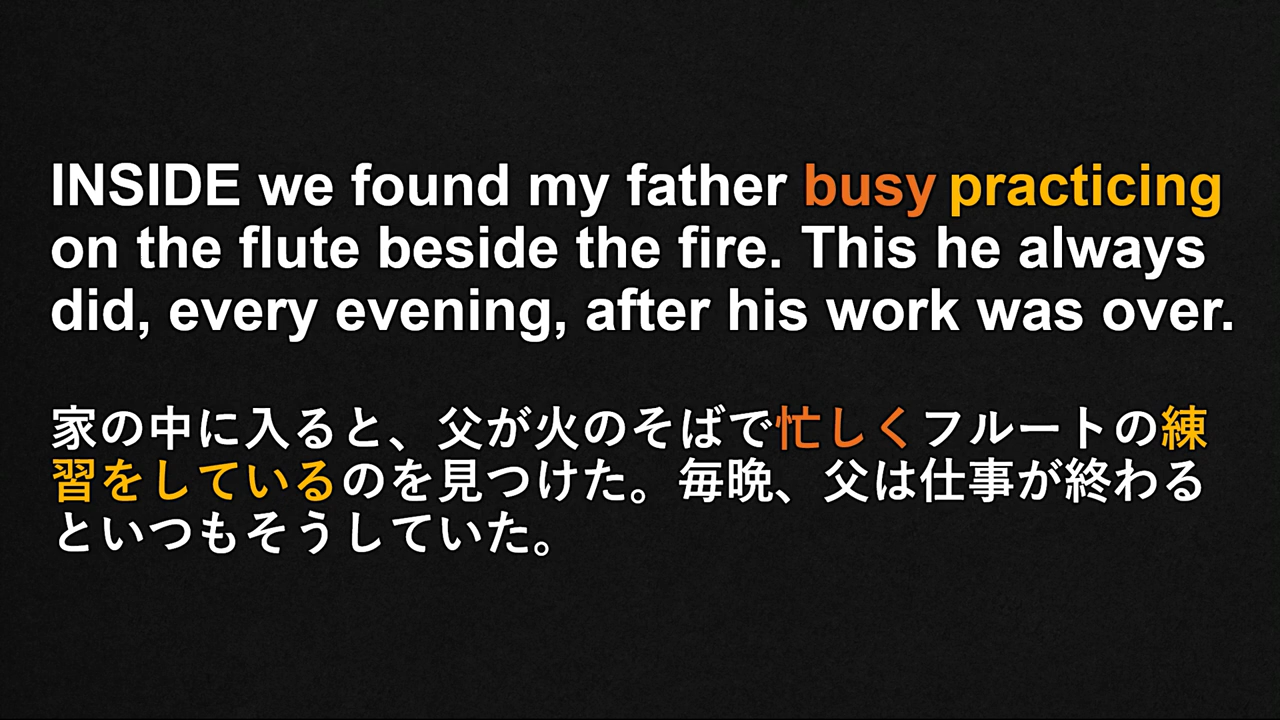 INSIDE we found my father busy practicing
on the flute beside the fire. This he always
did, every evening, after his work was over.
家の中に入ると、父が火のそばで忙しくフルートの練
習をしているのを見つけた。毎晩、父は仕事が終わる
といつもそうしていた。